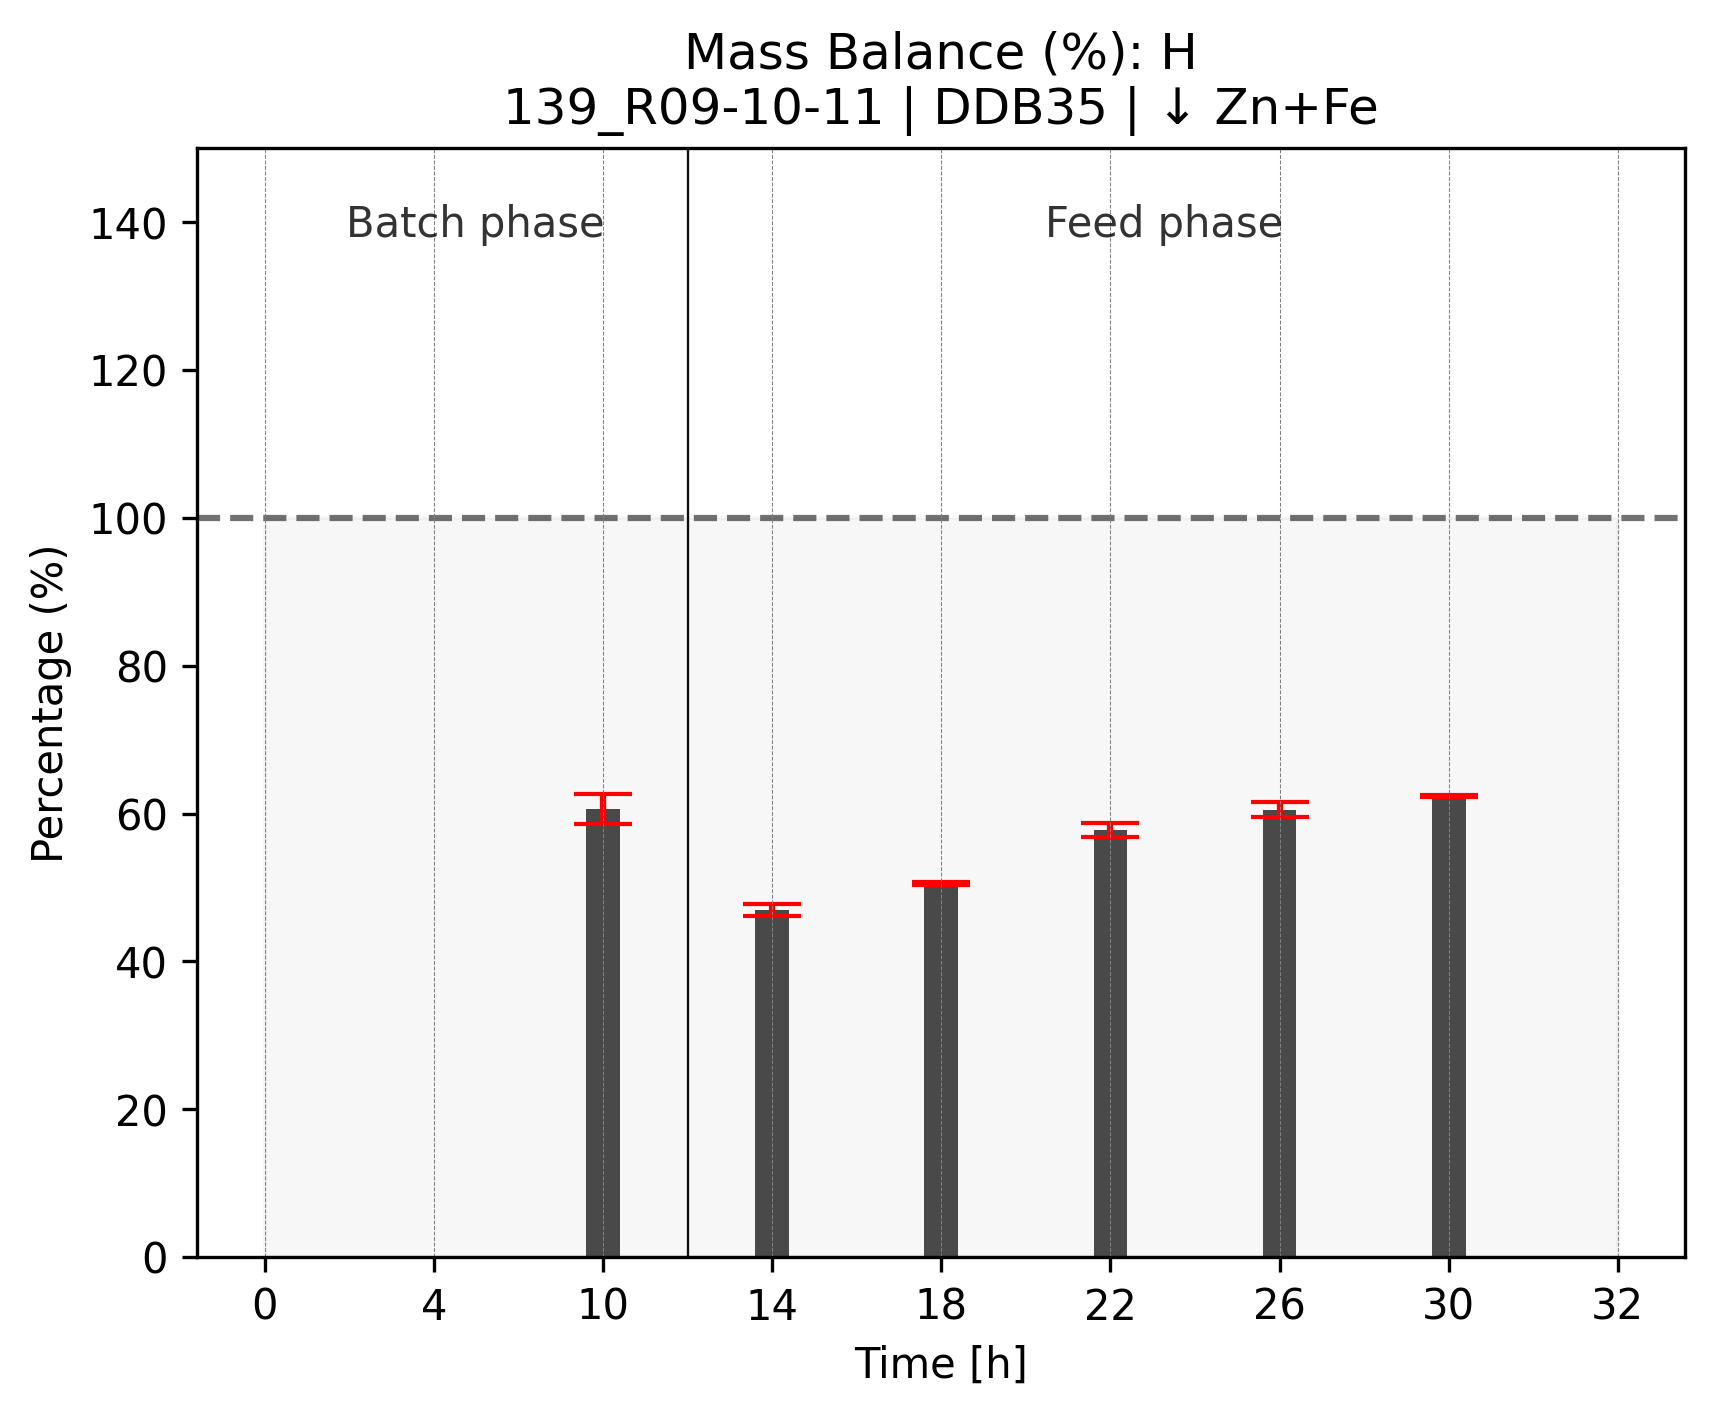 Mass Balance (%): H
139_R09-10-11 | DDB35 | ↓ Zn+Fe
Batch phase
Feed phase
140
120
100
80
60
40
20
0
Percentage (%)
0 4 10 14 18 22 26 30 32
Time [h]